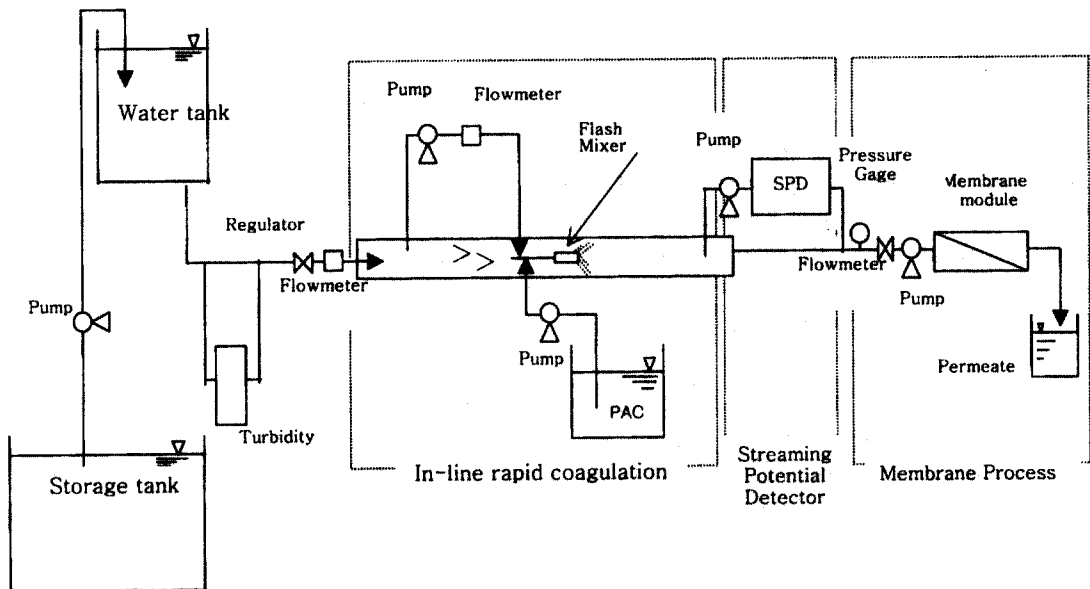 Water tank
Pump
Storage tank
Turbidity
Regulator
Flowmeter
Pump
Flowmeter
Flash
Mixer
Pump
PAC
In-line rapid coagulation
Pump
SPD
Streaming
Potential
Detector
Pressure
Gage
Flowmeter
Pump
Membrane
module
Permeate
Membrane Process